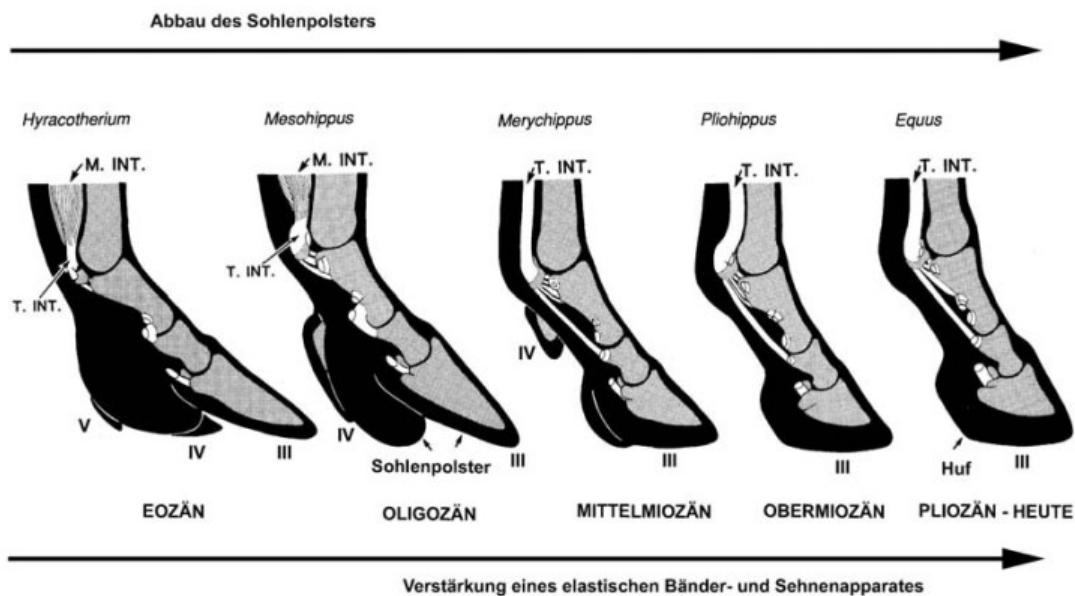 Abbau des Sohlenpolsters
Hyracotherium Mesohippus Merychippus Pliohippus Equus
M. INT. M. INT. T. INT. T. INT. T. INT.
T. INT. T. INT.
IV
V IV III IV Sohlenpolster III III III Huf III
EOZÄN OLIGOZÄN MITTELMIOZÄN OBERMIOZÄN PLIOZÄN - HEUTE
Verstärkung eines elastischen Bänder- und Sehnenapparates